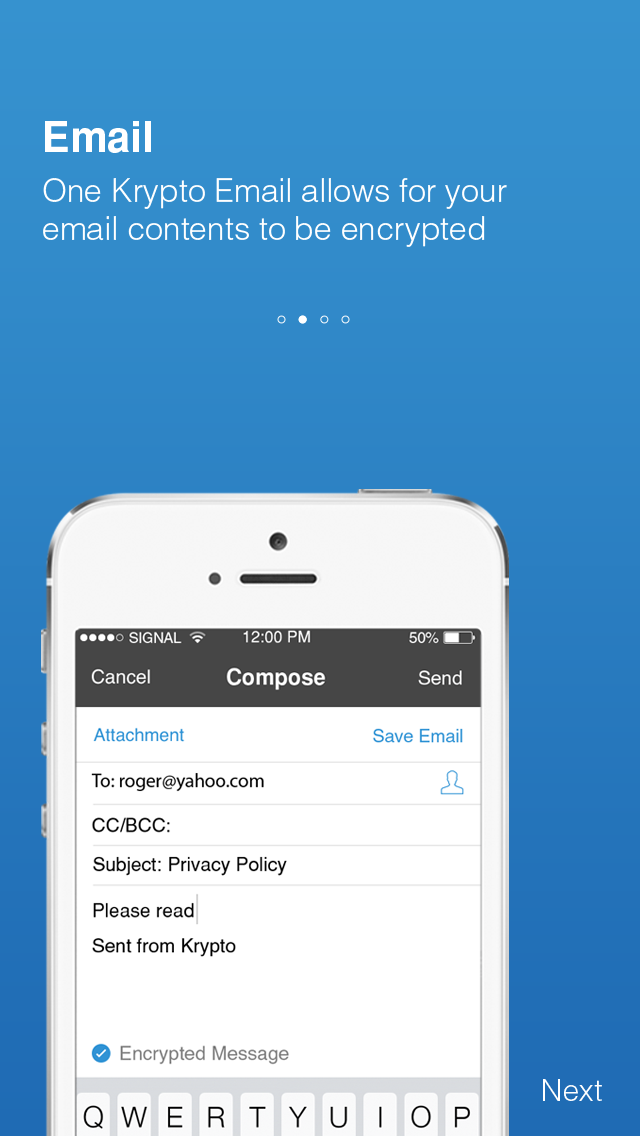 Email
One Krypto Email allows for your
email contents to be encrypted
SIGNAL 12:00 PM 50%
Cancel Compose Send
Attachment Save Email
To: roger@yahoo.com
CC/BCC:
Subject: Privacy Policy
Please read
Sent from Krypto
Encrypted Message
Q W E R T Y U I O P
Next